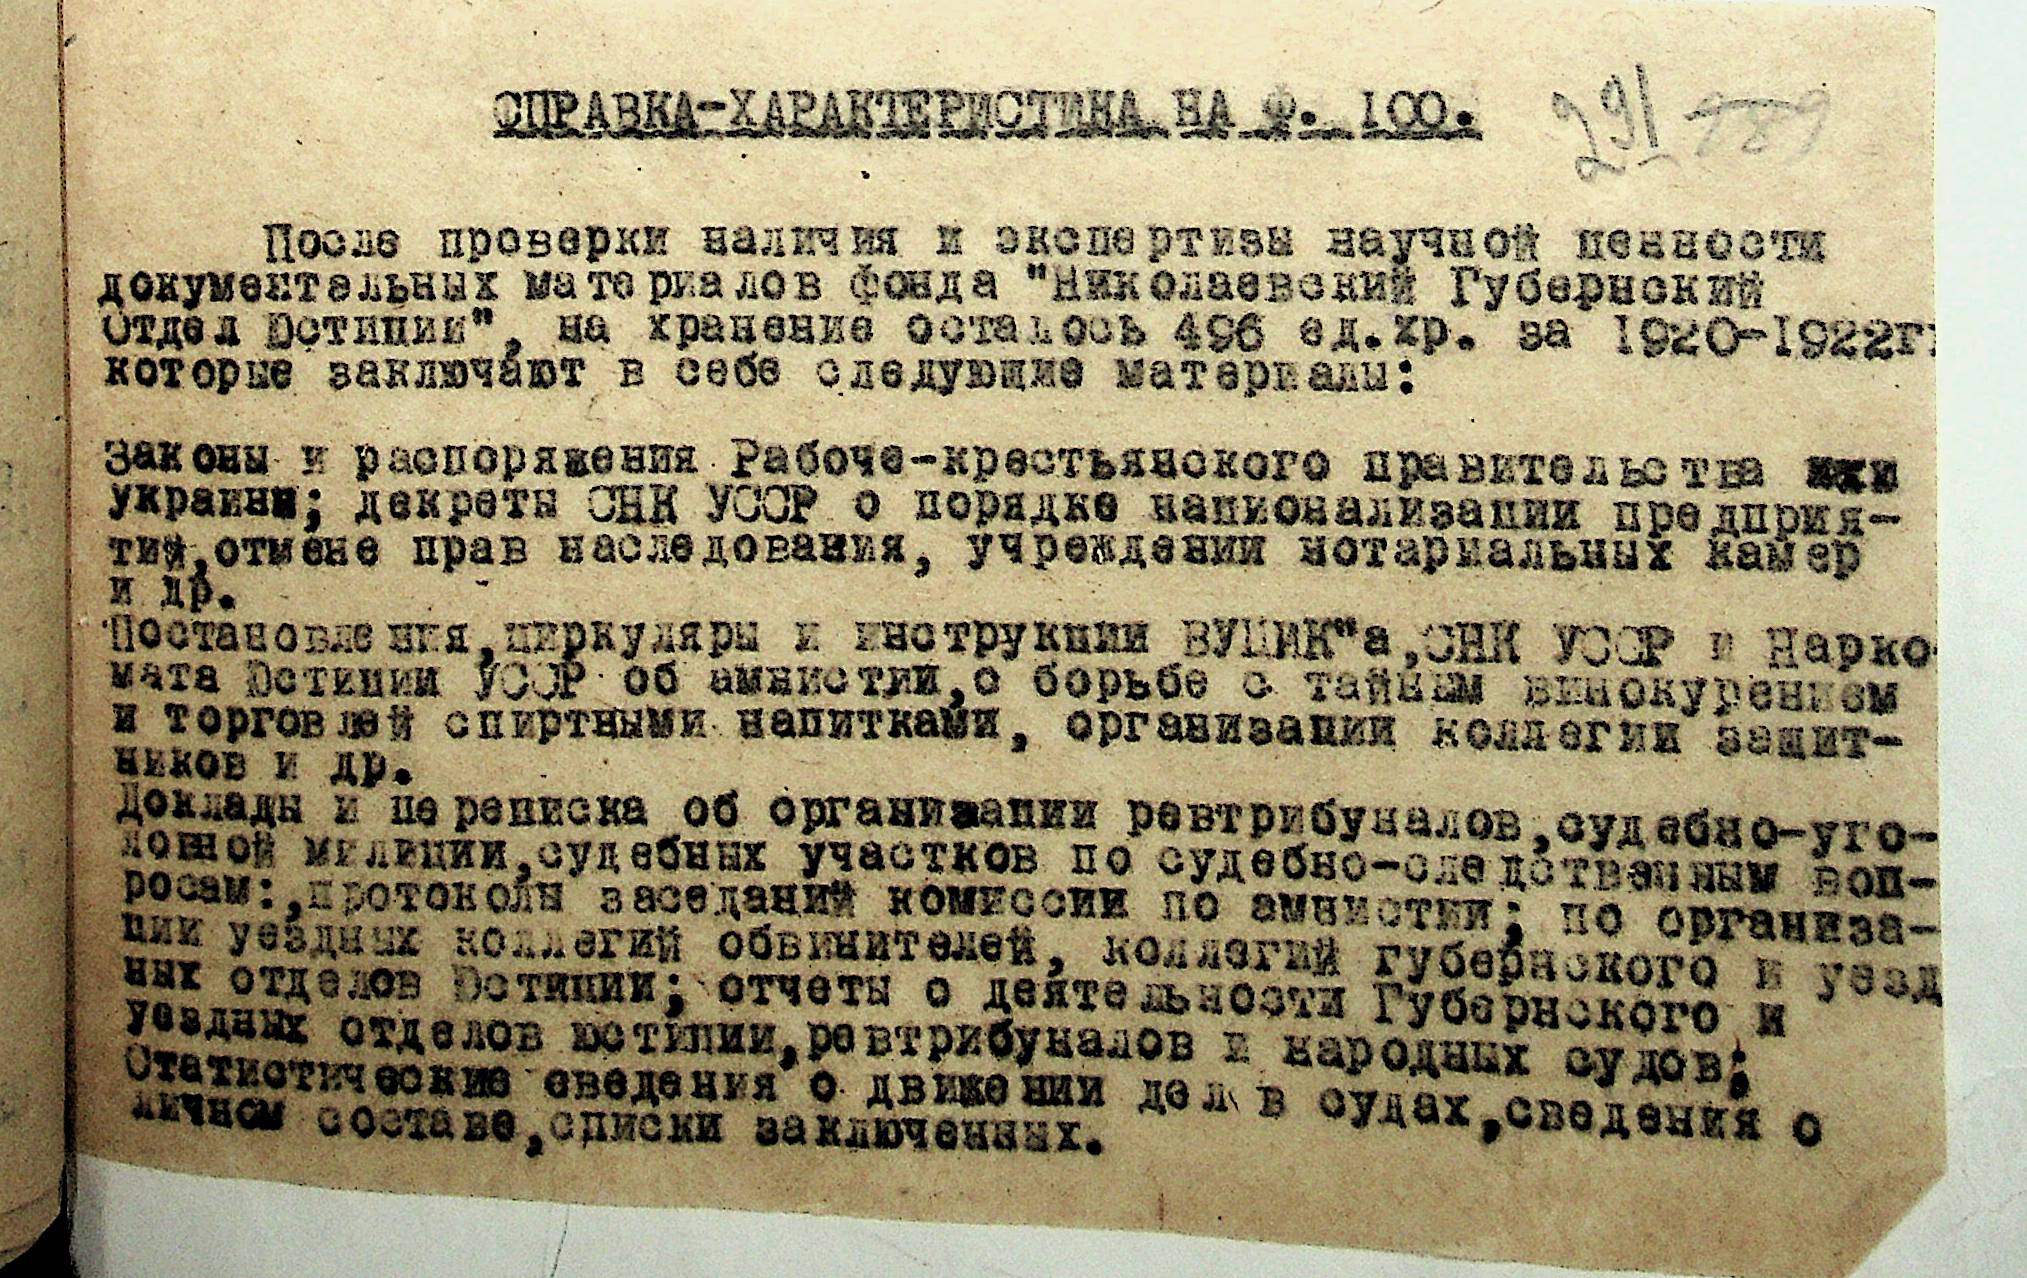 СПРАВКА-ХАРАКТЕРИСТИКА НА Ф. 100.
291 189
После проверки наличия и экспертизы научной ценности
документельных материалов фонда "Николаевский Губернский
Отдел Юстиции", на хранение осталось 496 ед.хр. за 1920-1922гг
которые заключают в себе следующие материалы:
Законы и распоряжения Рабоче-крестьянского правительства
украины; декреты СНК УССР о порядке национализации предприя-
тий,отмене прав наследования, учреждении нотариальных камер
и др.
Постановления,циркуляры и инструкции ВУЦИК"а,СНК УССР и Нарко-
мата Юстиции УССР об амнистии,о борьбе с тайным винокурением
и торговлей спиртными напитками, организации коллегии защит-
ников и др.
Доклады и переписка об организации ревтрибуналов,судебно-уго-
ловной милиции,судебных участков по судебно-следственным воп-
росам:,протоколы заседаний комиссии по амнистии; по организа-
ции уездных коллегий обвинителей, коллегий губернского и уезд
ных отделов Юстиции; отчеты о деятельности Губернского и
уездных отделов юстиции,ревтрибуналов и народных судов;
Статистические сведения о движении дел в судах,сведения о
личном составе,списки заключенных.